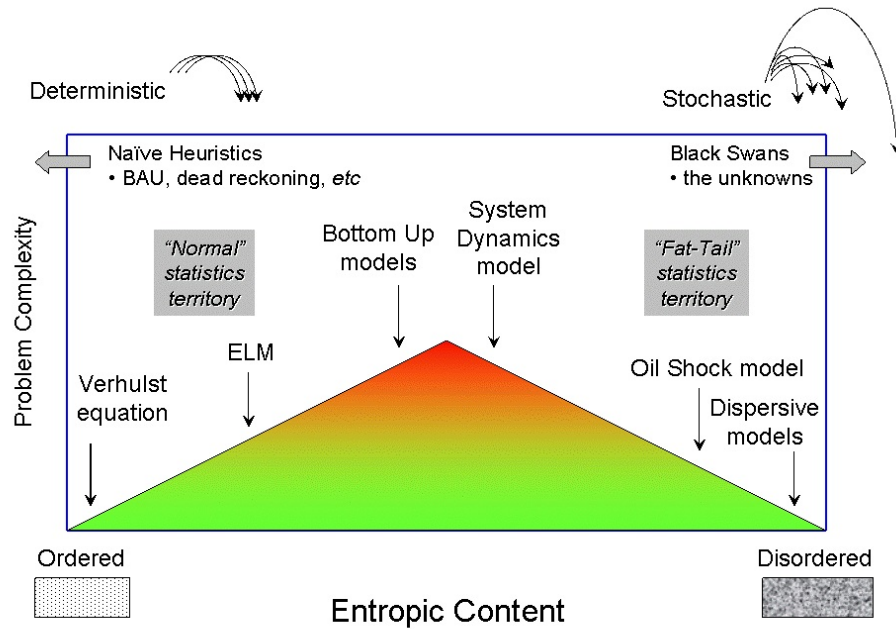 Deterministic
Stochastic
Naïve Heuristics
• BAU, dead reckoning, etc
Black Swans
• the unknowns
Problem Complexity
"Normal"
statistics
territory
Bottom Up
models
System
Dynamics
model
"Fat-Tail"
statistics
territory
Verhulst
equation
ELM
Oil Shock model
Dispersive
models
Ordered
Disordered
Entropic Content